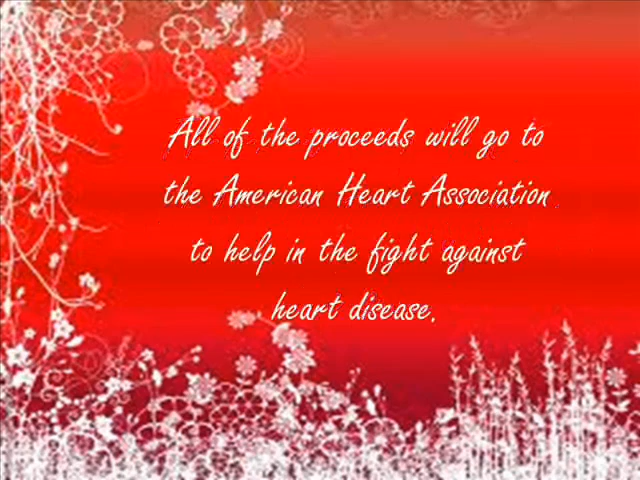 All of the proceeds will go to
the American Heart Association
to help in the fight against
heart disease.